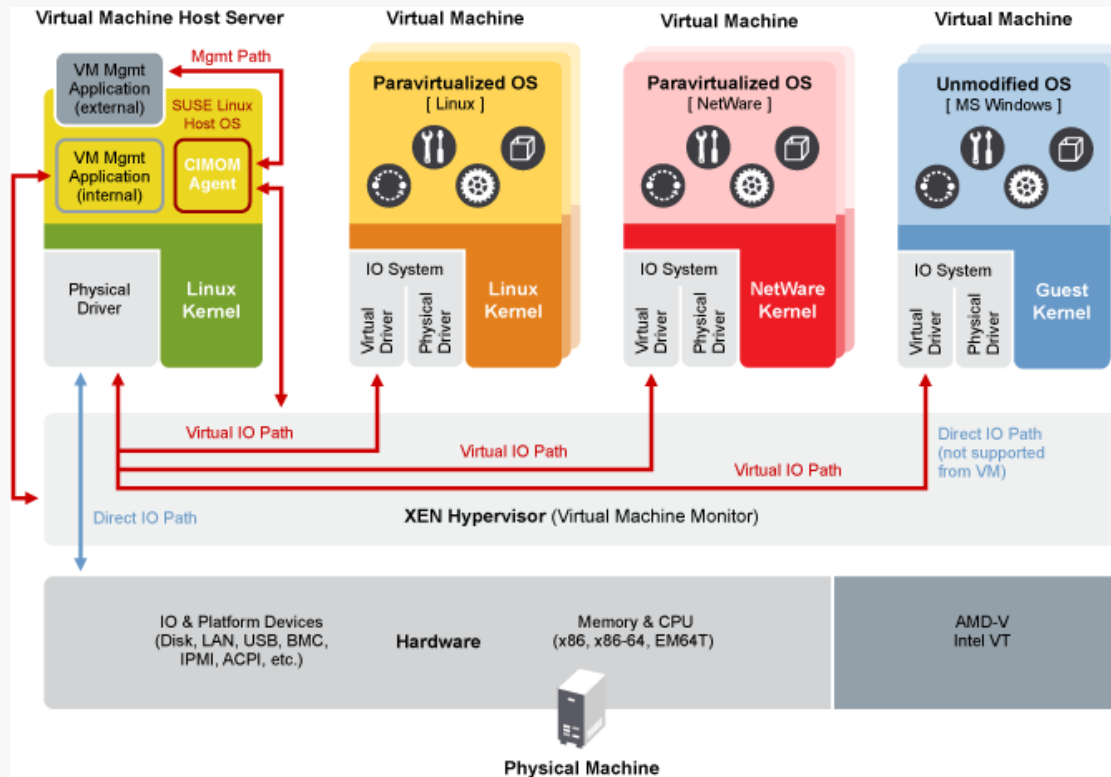 Virtual Machine Host Server
Virtual Machine
Virtual Machine
Virtual Machine
Mgmt Path
VM Mgmt
Application
(external)
SUSE Linux
Host OS
VM Mgmt
Application
(internal)
CIMOM
Agent
Physical
Driver
Linux
Kernel
Paravirtualized OS
[ Linux ]
IO System
Virtual
Driver
Physical
Driver
Linux
Kernel
Paravirtualized OS
[ NetWare ]
IO System
Virtual
Driver
Physical
Driver
NetWare
Kernel
Unmodified OS
[ MS Windows ]
IO System
Virtual
Driver
Physical
Driver
Guest
Kernel
Virtual IO Path
Virtual IO Path
Virtual IO Path
Direct IO Path
(not supported
from VM)
Direct IO Path
XEN Hypervisor (Virtual Machine Monitor)
IO & Platform Devices
(Disk, LAN, USB, BMC,
IPMI, ACPI, etc.)
Hardware
Memory & CPU
(x86, x86-64, EM64T)
AMD-V
Intel VT
Physical Machine